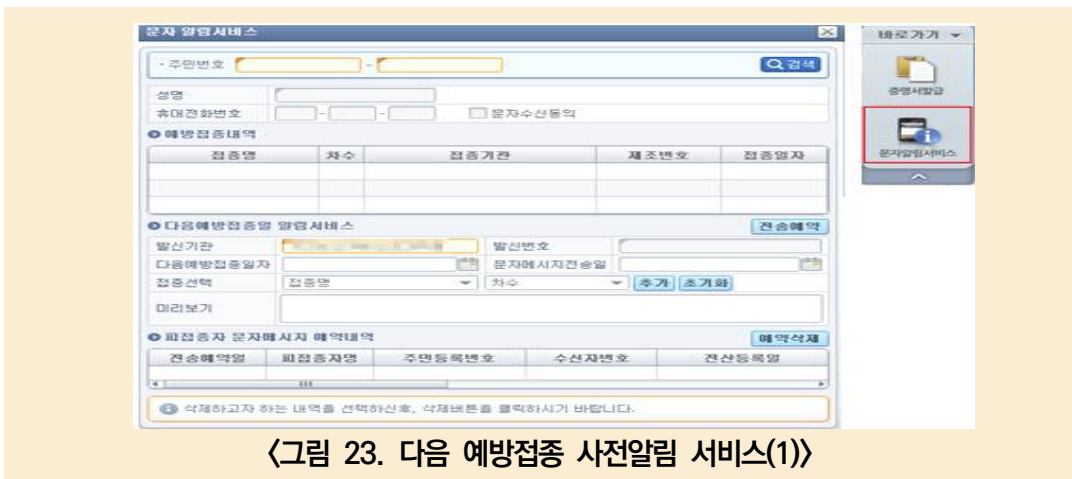 문자 알림서비스
바로가기
· 주민번호 - 검색
증명서발급
성명
휴대전화번호 - - 문자수신동의
문자알림서비스
예방접종내역
접종명 차수 접종기관 제조번호 접종일자
다음예방접종일 알림서비스 전송예약
발신기관 발신번호
다음예방접종일자 문자메시지전송일
접종선택 접종명 차수 추가 초기화
미리보기
피접종자 문자메시지 예약내역 예약삭제
전송예약일 피접종자명 주민등록번호 수신자번호 전산등록일
삭제하고자 하는 내역을 선택하신후, 삭제버튼을 클릭하시기 바랍니다.
〈그림 23. 다음 예방접종 사전알림 서비스(1)〉